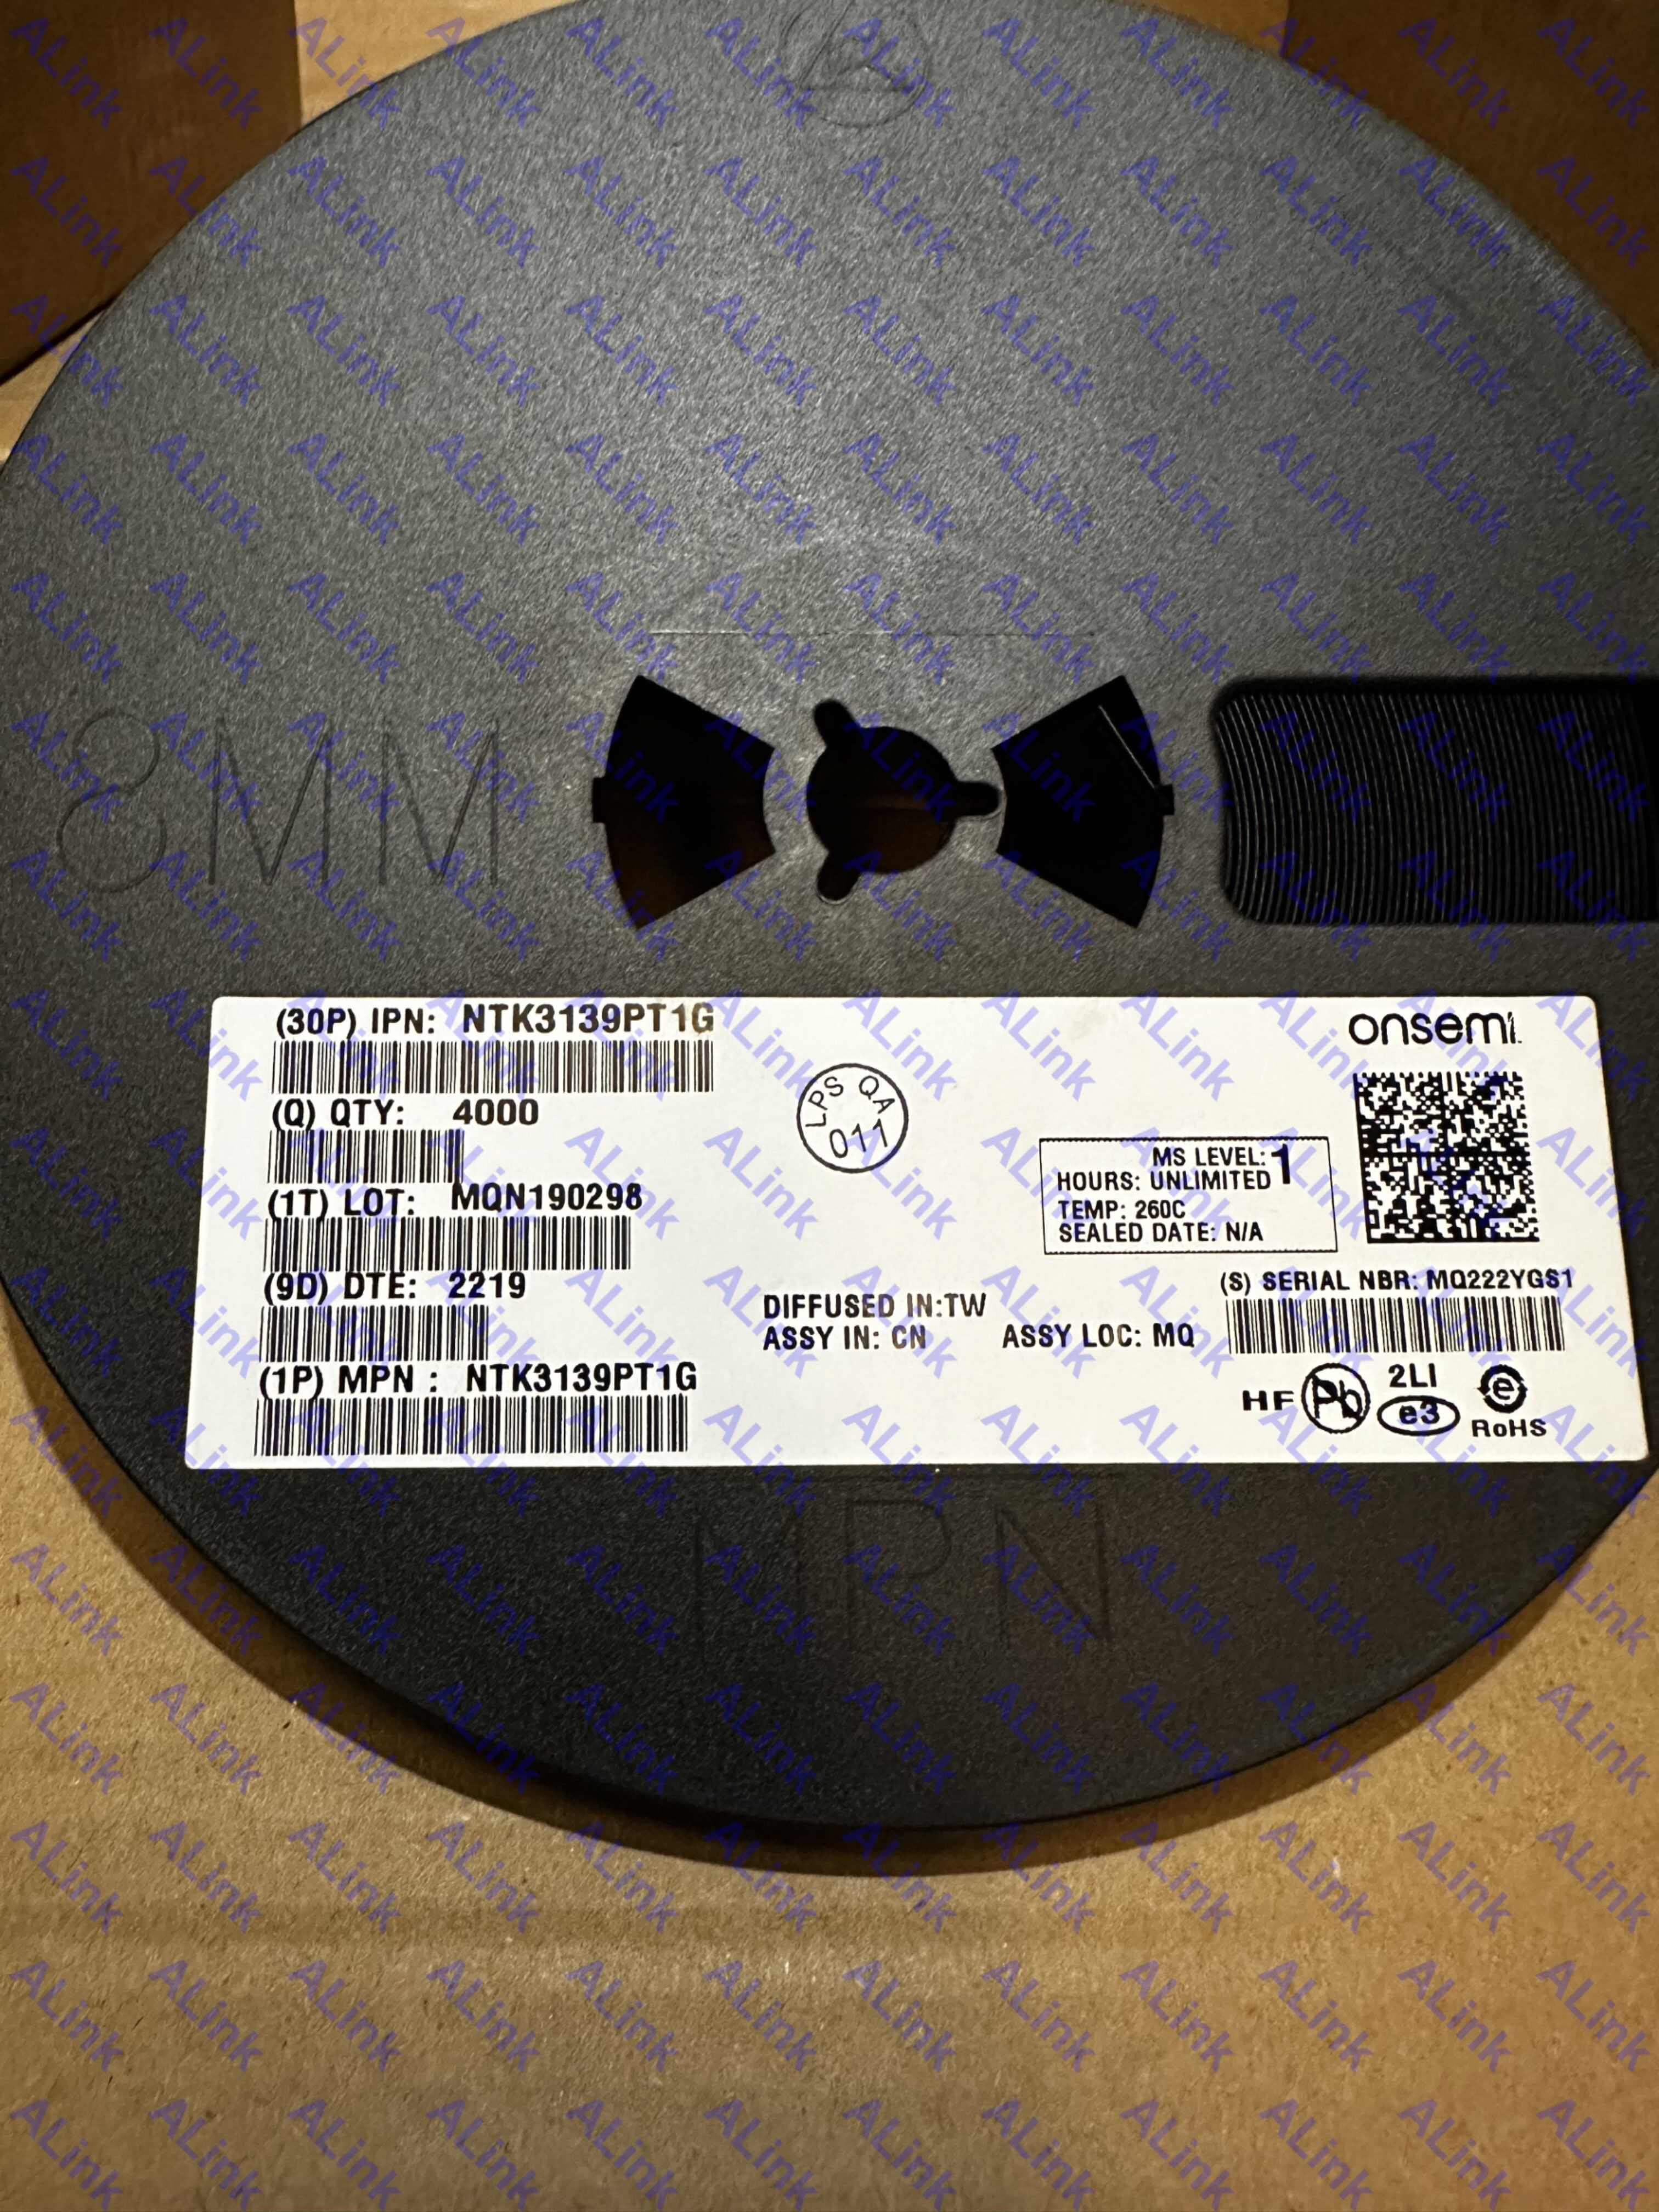 8MM
(30P) IPN: NTK3139PT1G
onsemi
(Q) QTY: 4000
LPS QA
011
(1T) LOT: MQN190298
MS LEVEL: 1
HOURS: UNLIMITED
TEMP: 260C
SEALED DATE: N/A
(9D) DTE: 2219
(S) SERIAL NBR: MQ222YGS1
DIFFUSED IN:TW
ASSY IN: CN ASSY LOC: MQ
(1P) MPN : NTK3139PT1G
HF Pb 2LI e3 e RoHS
MPN
ALink